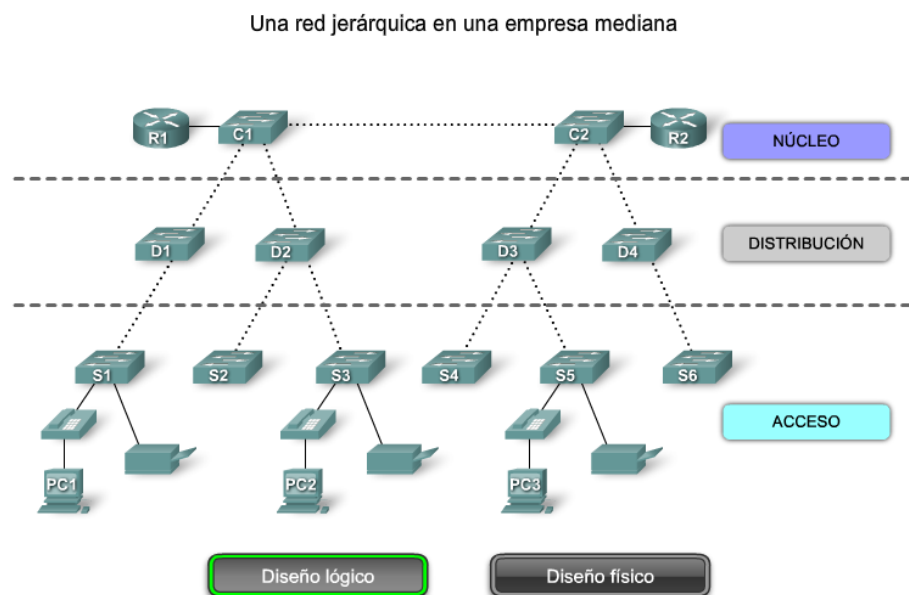 Una red jerárquica en una empresa mediana
R1 C1 C2 R2 NÚCLEO
D1 D2 D3 D4 DISTRIBUCIÓN
S1 S2 S3 S4 S5 S6
ACCESO
PC1 PC2 PC3
Diseño lógico Diseño físico